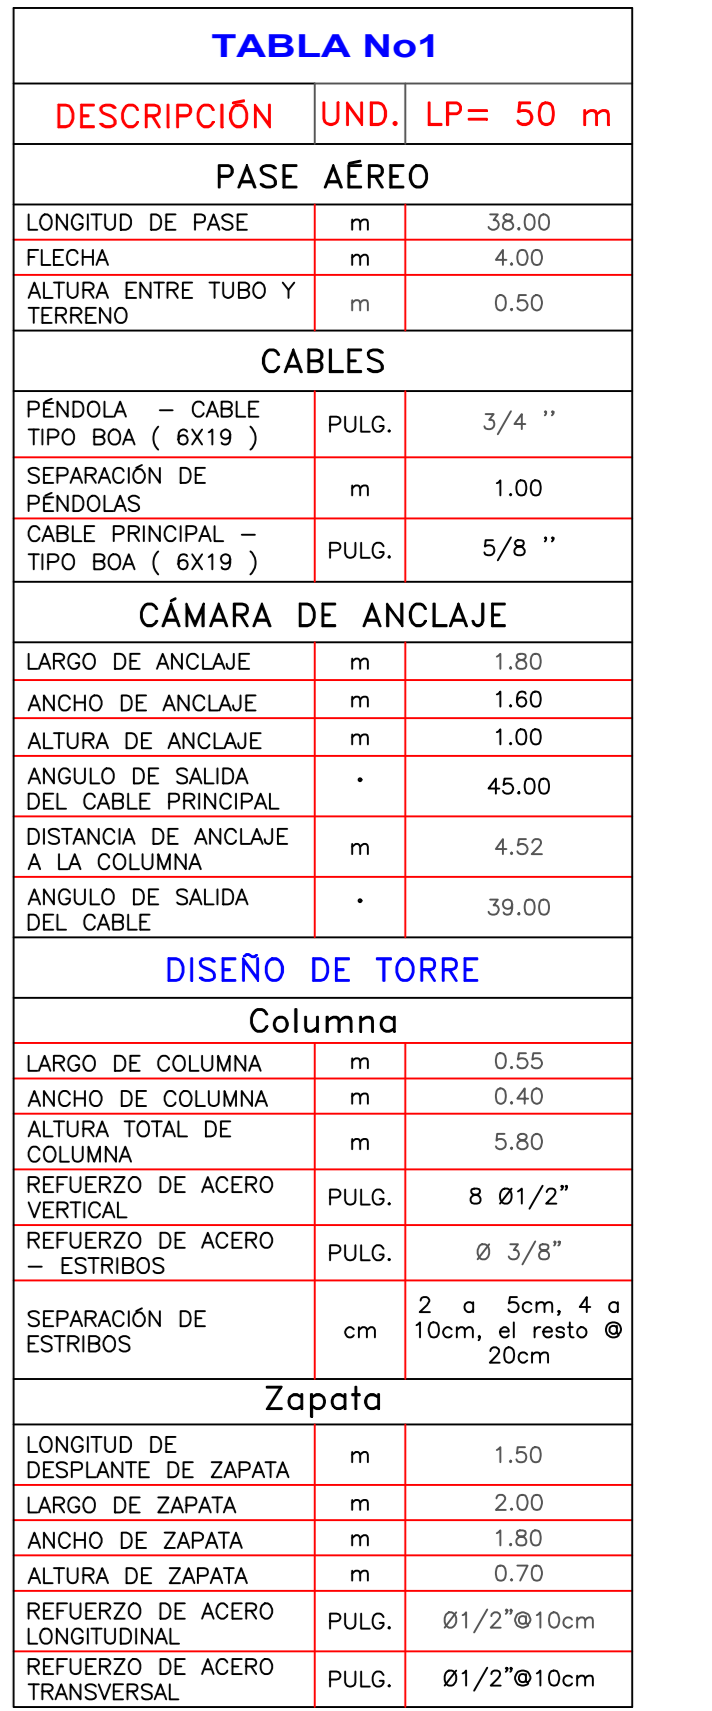 TABLA No1
DESCRIPCIÓN UND. LP= 50 m
PASE AÉREO
LONGITUD DE PASE m 38.00
FLECHA m 4.00
ALTURA ENTRE TUBO Y
TERRENO m 0.50
CABLES
PÉNDOLA – CABLE
TIPO BOA ( 6X19 ) PULG. 3/4 ’’
SEPARACIÓN DE
PÉNDOLAS m 1.00
CABLE PRINCIPAL –
TIPO BOA ( 6X19 ) PULG. 5/8 ’’
CÁMARA DE ANCLAJE
LARGO DE ANCLAJE m 1.80
ANCHO DE ANCLAJE m 1.60
ALTURA DE ANCLAJE m 1.00
ANGULO DE SALIDA
DEL CABLE PRINCIPAL • 45.00
DISTANCIA DE ANCLAJE
A LA COLUMNA m 4.52
ANGULO DE SALIDA
DEL CABLE • 39.00
DISEÑO DE TORRE
Columna
LARGO DE COLUMNA m 0.55
ANCHO DE COLUMNA m 0.40
ALTURA TOTAL DE
COLUMNA m 5.80
REFUERZO DE ACERO
VERTICAL PULG. 8 Ø1/2”
REFUERZO DE ACERO
– ESTRIBOS PULG. Ø 3/8”
SEPARACIÓN DE
ESTRIBOS cm 2 a 5cm, 4 a
10cm, el resto @
20cm
Zapata
LONGITUD DE
DESPLANTE DE ZAPATA m 1.50
LARGO DE ZAPATA m 2.00
ANCHO DE ZAPATA m 1.80
ALTURA DE ZAPATA m 0.70
REFUERZO DE ACERO
LONGITUDINAL PULG. Ø1/2”@10cm
REFUERZO DE ACERO
TRANSVERSAL PULG. Ø1/2”@10cm